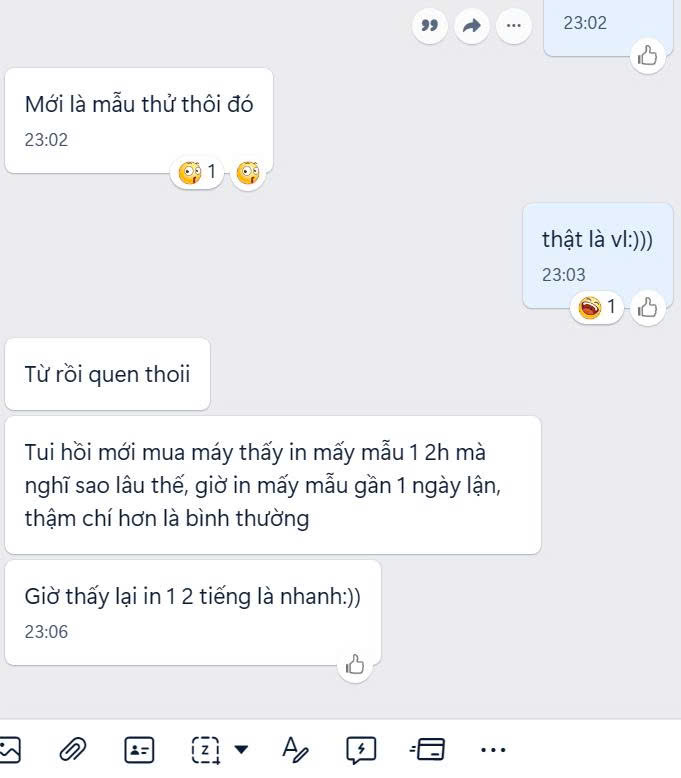 23:02
Mới là mẫu thử thôi đó
23:02
1
thật là vl:)))
23:03
1
Từ rồi quen thoii
Tui hồi mới mua máy thấy in mấy mẫu 1 2h mà
nghĩ sao lâu thế, giờ in mấy mẫu gần 1 ngày lận,
thậm chí hơn là bình thường
Giờ thấy lại in 1 2 tiếng là nhanh:))
23:06